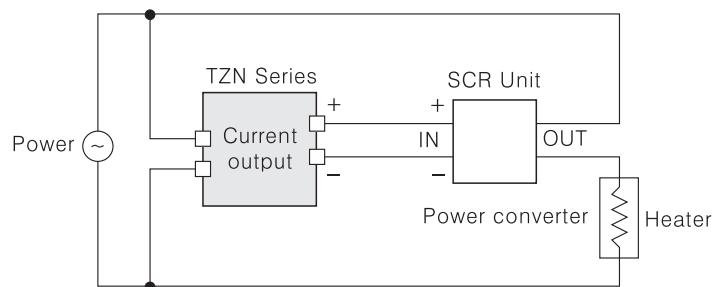 TZN Series
SCR Unit
+
+
Power
~
Current
output
IN
OUT
−
−
Power converter
Heater